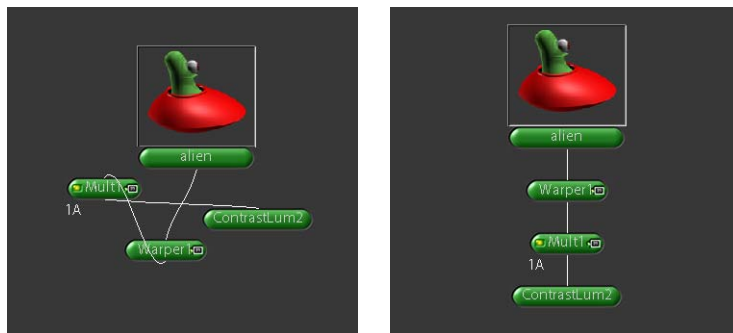 alien
Mult1
1A
ContrastLum2
Warper1
alien
Warper1
Mult1
1A
ContrastLum2